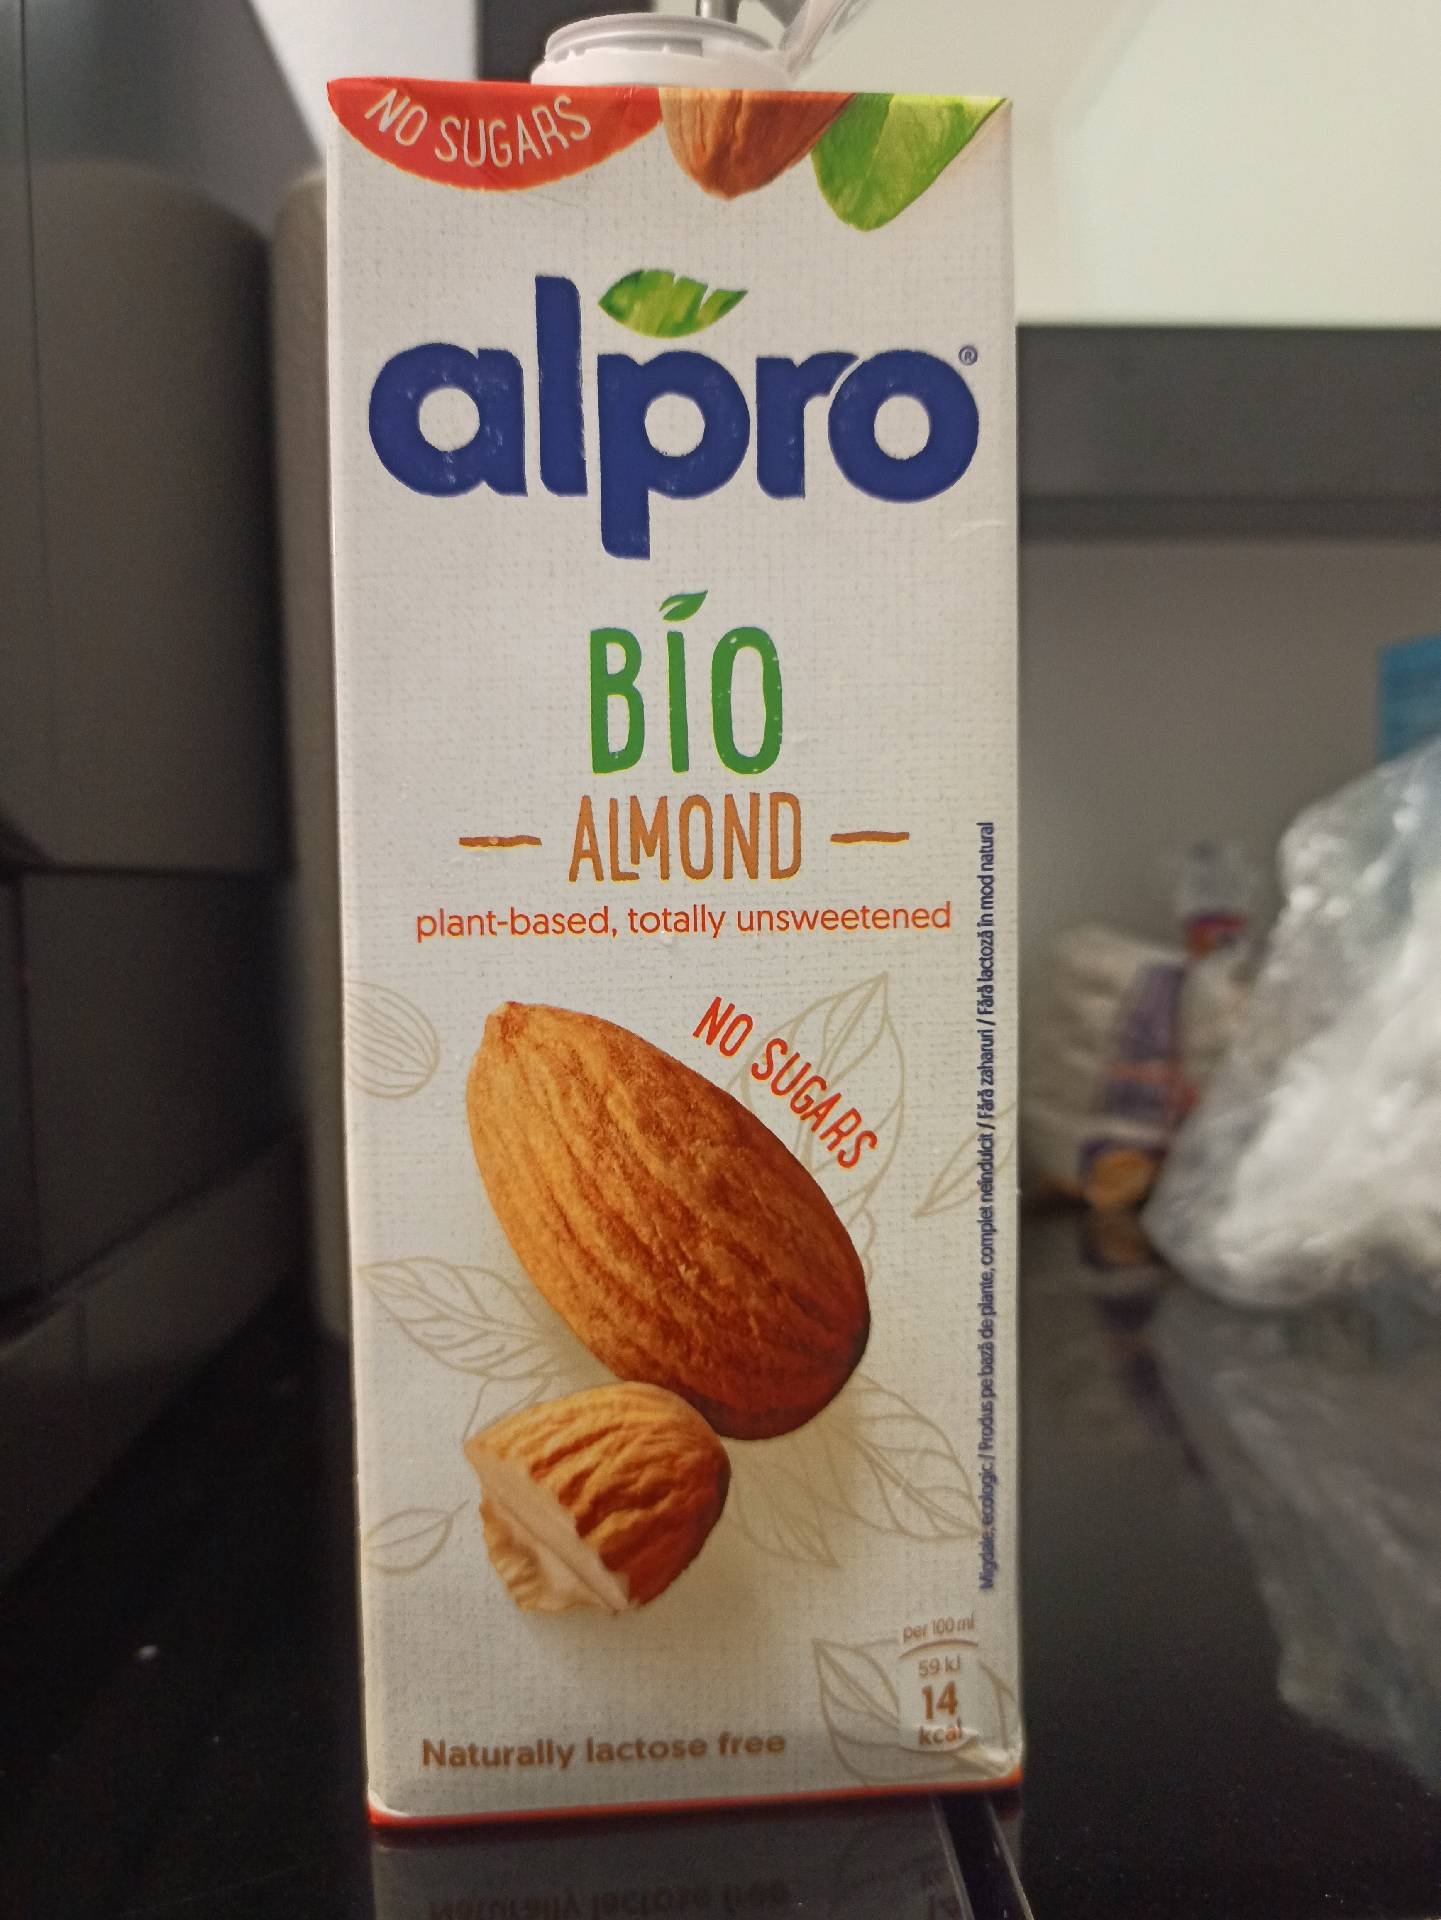 NO SUGARS
alpro®
BIO
ALMOND
plant-based, totally unsweetened
NO SUGARS
Migdale, ecologic / Produs pe bază de plante, complet neîndulcit / Fără zaharuri / Fără lactoză în mod natural
per 100 ml
59 kJ
14
kcal
Naturally lactose free